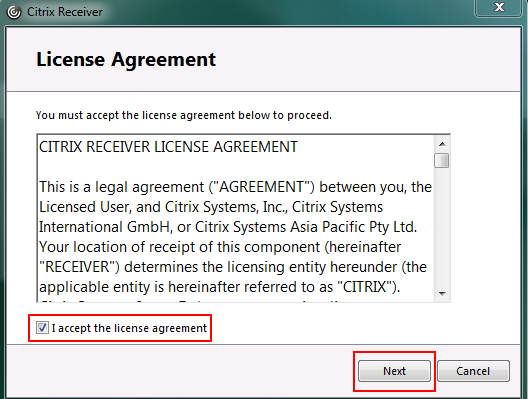 Citrix Receiver
License Agreement
You must accept the license agreement below to proceed.
CITRIX RECEIVER LICENSE AGREEMENT
This is a legal agreement ("AGREEMENT") between you, the
Licensed User, and Citrix Systems, Inc., Citrix Systems
International GmbH, or Citrix Systems Asia Pacific Pty Ltd.
Your location of receipt of this component (hereinafter
"RECEIVER") determines the licensing entity hereunder (the
applicable entity is hereinafter referred to as "CITRIX").
I accept the license agreement
Next
Cancel